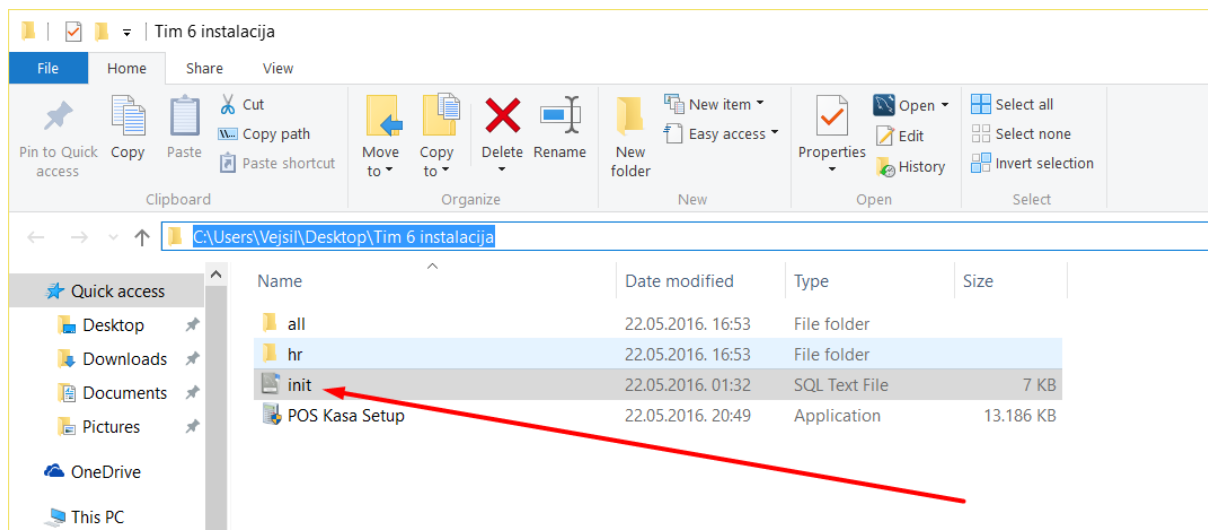 Tim 6 instalacija
File Home Share View
Pin to Quick access
Copy
Paste
Cut
Copy path
Paste shortcut
Clipboard
Move to
Copy to
Delete
Rename
Organize
New folder
New item
Easy access
New
Properties
Open
Edit
History
Open
Select all
Select none
Invert selection
Select
C:\Users\Vejsil\Desktop\Tim 6 instalacija
Quick access
Desktop
Downloads
Documents
Pictures
OneDrive
This PC
Name Date modified Type Size
all 22.05.2016. 16:53 File folder
hr 22.05.2016. 16:53 File folder
init 22.05.2016. 01:32 SQL Text File 7 KB
POS Kasa Setup 22.05.2016. 20:49 Application 13.186 KB